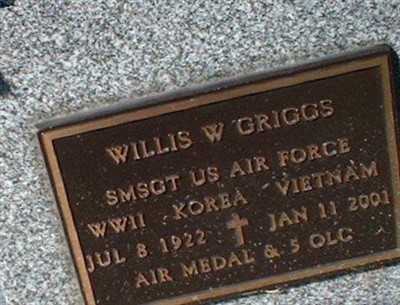 WILLIS W GRIGGS
SMSGT US AIR FORCE
WWII KOREA VIETNAM
JUL 8 1922 JAN 11 2001
AIR MEDAL & 5 OLC